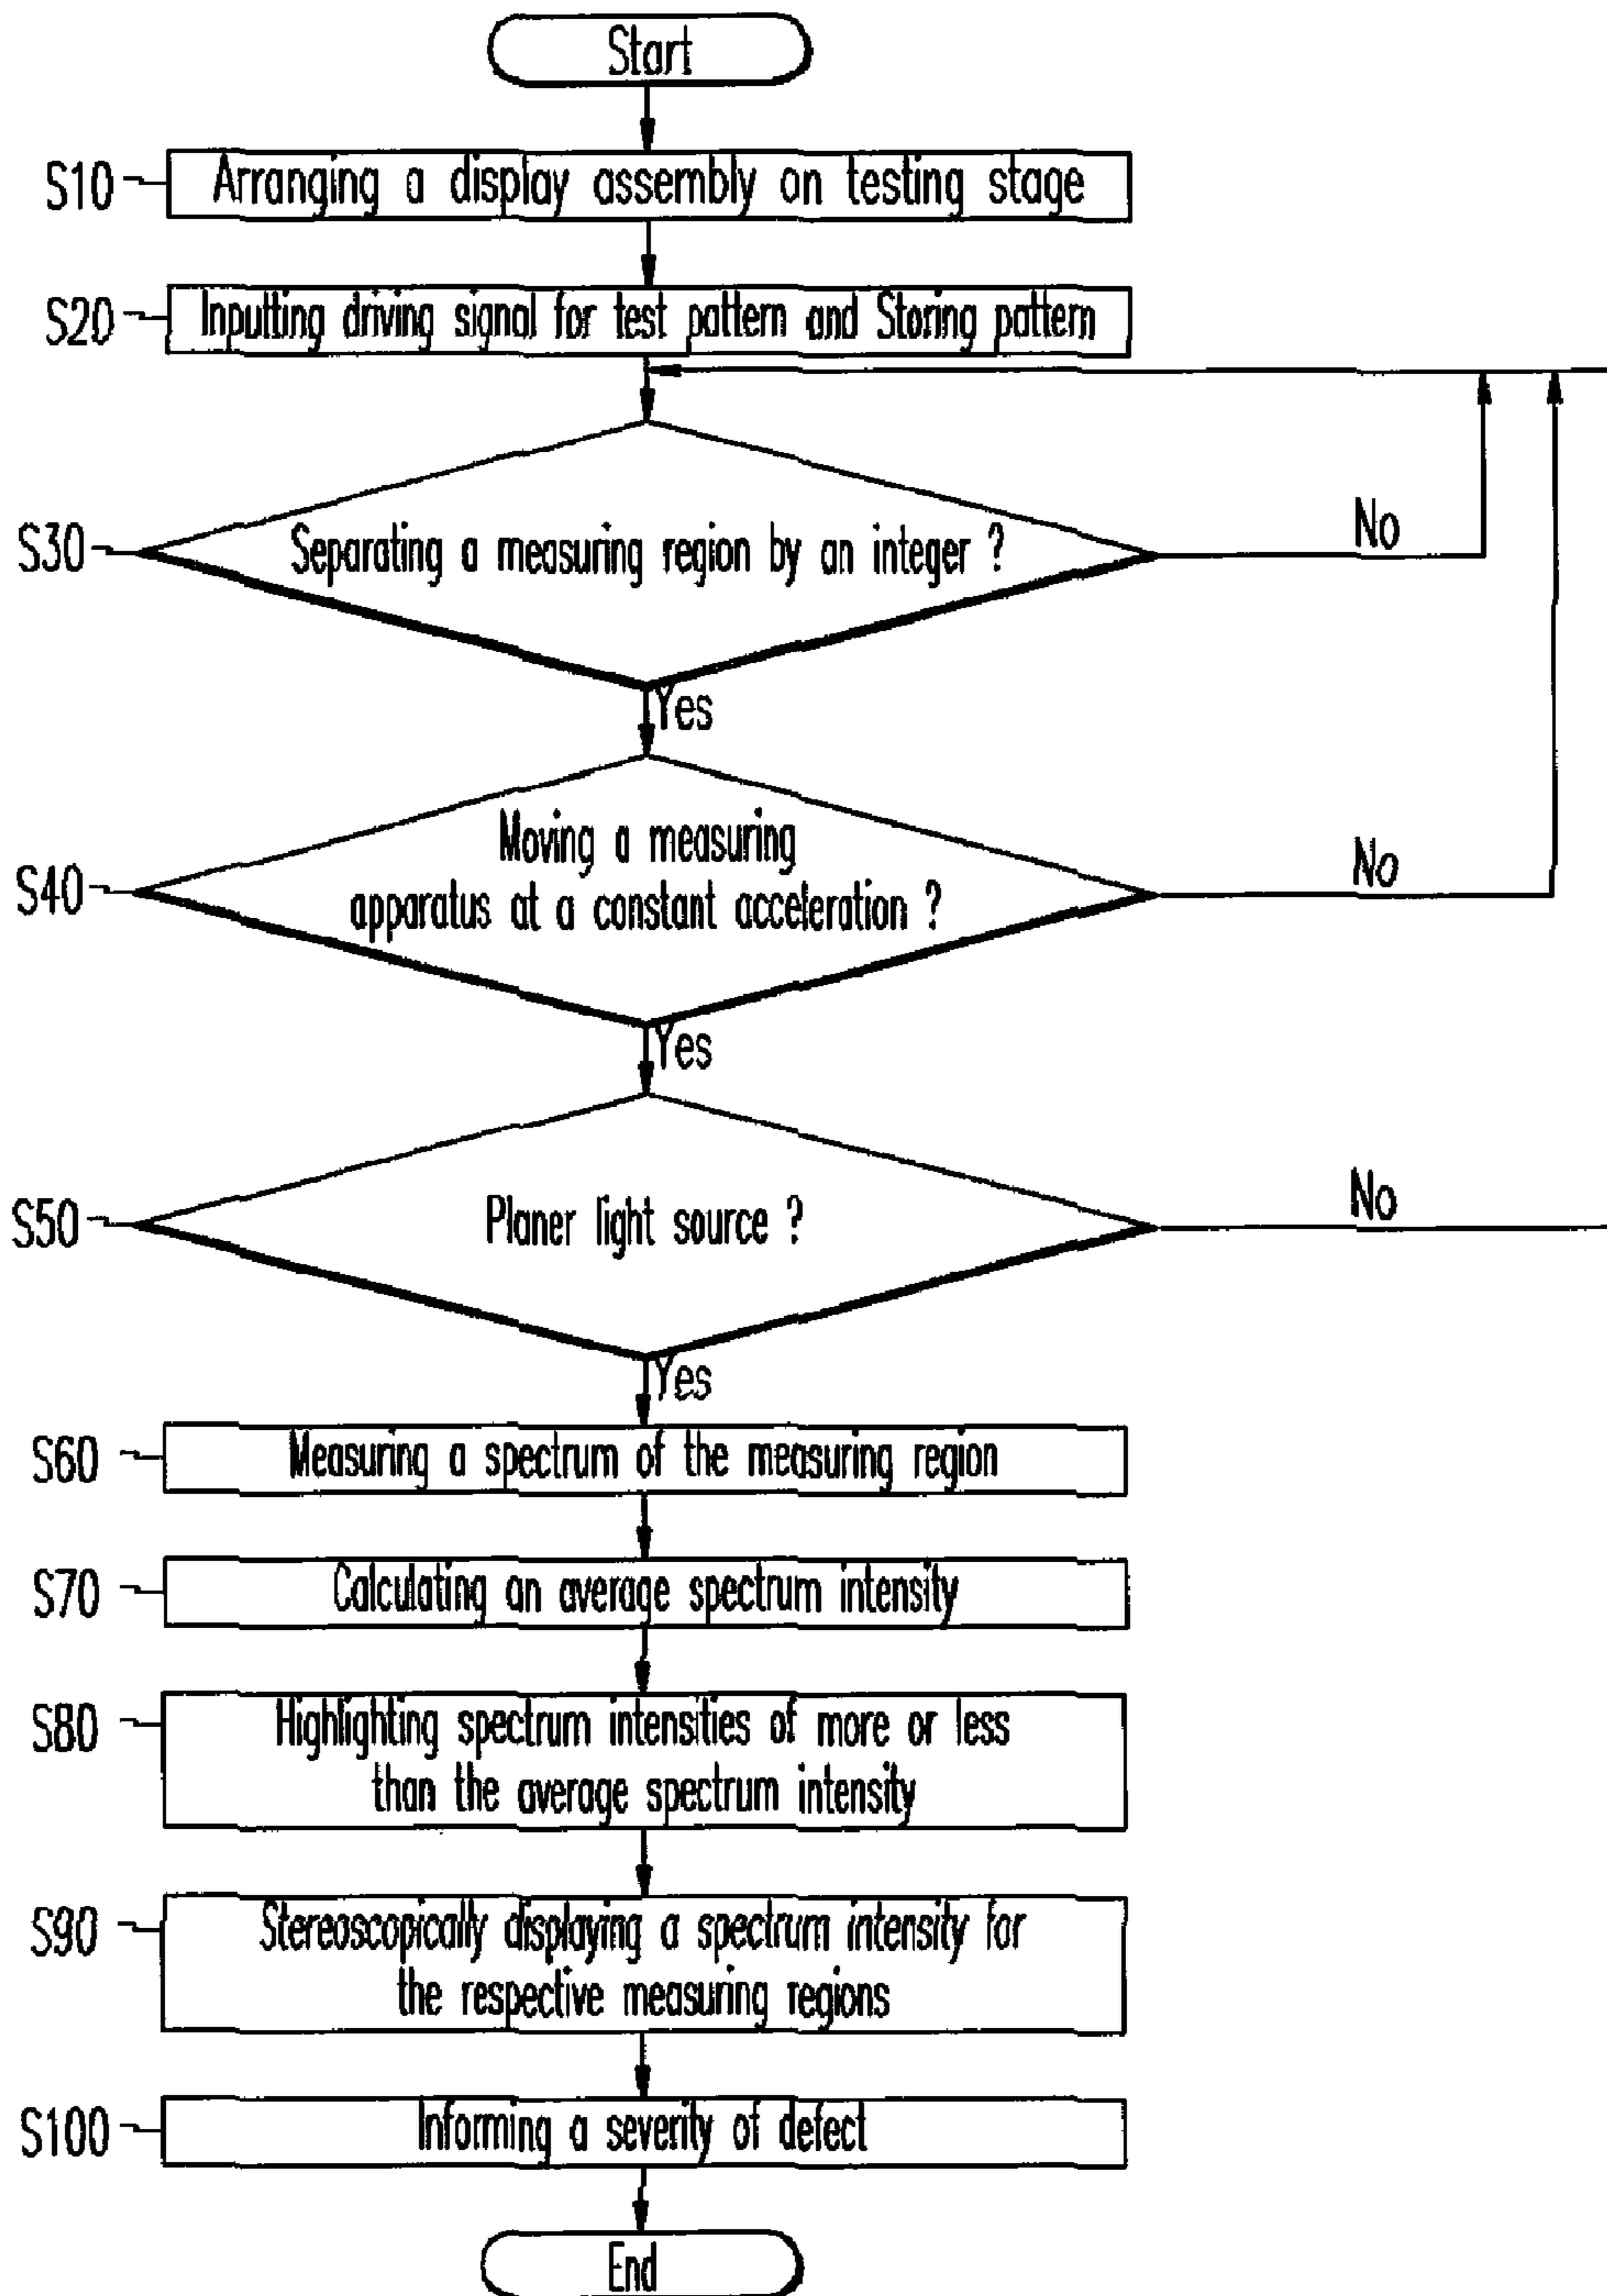 Start
S10
Arranging a display assembly on testing stage
S20
Inputting driving signal for test pattern and Storing pattern
S30
Separating a measuring region by an integer ?
No
Yes
S40
Moving a measuring
apparatus at a constant acceleration ?
No
Yes
S50
Planer light source ?
No
Yes
S60
Measuring a spectrum of the measuring region
S70
Calculating an average spectrum intensity
S80
Highlighting spectrum intensities of more or less
than the average spectrum intensity
S90
Stereoscopically displaying a spectrum intensity for
the respective measuring regions
S100
Informing a severity of defect
End